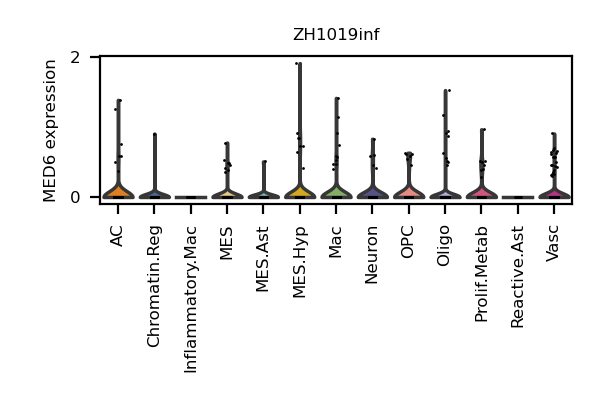 ZH1019inf
MED6 expression
2
0
AC
Chromatin.Reg
Inflammatory.Mac
MES
MES.Ast
MES.Hyp
Mac
Neuron
OPC
Oligo
Prolif.Metab
Reactive.Ast
Vasc